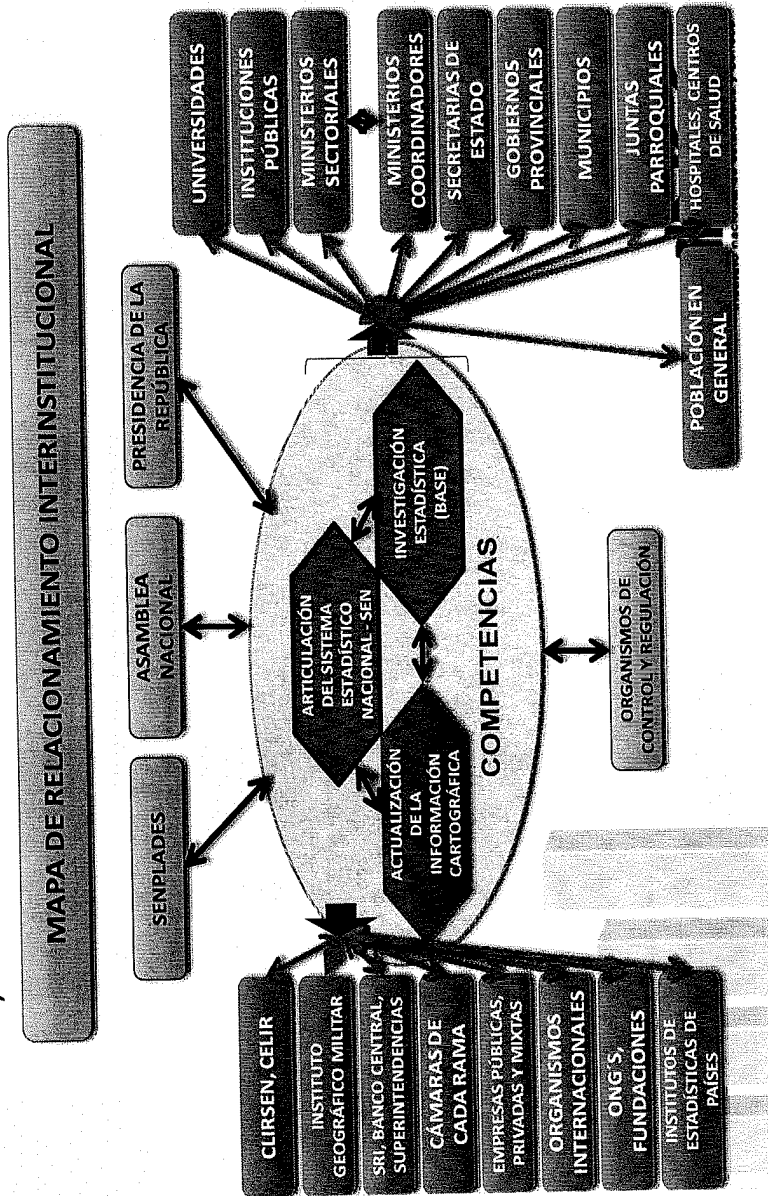 MAPA DE RELACIONAMIENTO INTERINSTITUCIONAL
SENPLADES
ASAMBLEA
NACIONAL
PRESIDENCIA DE LA
REPÚBLICA
CLIRSEN, CELIR
INSTITUTO
GEOGRÁFICO MILITAR
SRI, BANCO CENTRAL,
SUPERINTENDENCIAS
CÁMARAS DE
CADA RAMA
EMPRESAS PÚBLICAS,
PRIVADAS Y MIXTAS
ORGANISMOS
INTERNACIONALES
ONG´S,
FUNDACIONES
INSTITUTOS DE
ESTADÍSTICAS DE
PAÍSES
ARTICULACIÓN
DEL SISTEMA
ESTADÍSTICO
NACIONAL - SEN
ACTUALIZACIÓN
DE LA
INFORMACIÓN
CARTOGRÁFICA
INVESTIGACIÓN
ESTADÍSTICA
(BASE)
COMPETENCIAS
ORGANISMOS DE
CONTROL Y REGULACIÓN
UNIVERSIDADES
INSTITUCIONES
PÚBLICAS
MINISTERIOS
SECTORIALES
MINISTERIOS
COORDINADORES
SECRETARIAS DE
ESTADO
GOBIERNOS
PROVINCIALES
MUNICIPIOS
JUNTAS
PARROQUIALES
HOSPITALES, CENTROS
DE SALUD
POBLACIÓN EN
GENERAL